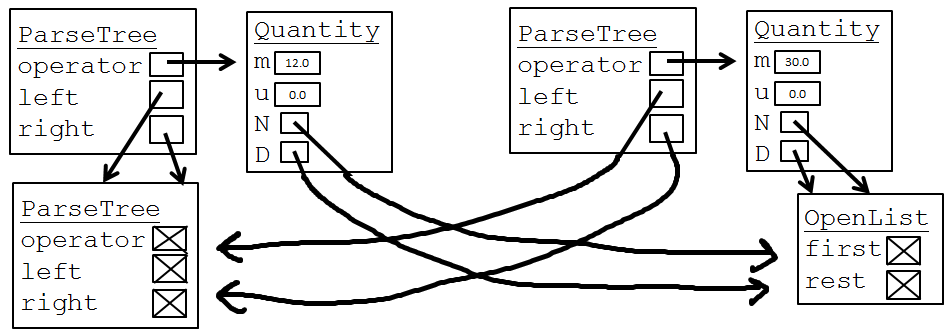 ParseTree
operator
left
right
Quantity
m 12.0
u 0.0
N
D
ParseTree
operator
left
right
Quantity
m 30.0
u 0.0
N
D
ParseTree
operator
left
right
OpenList
first
rest